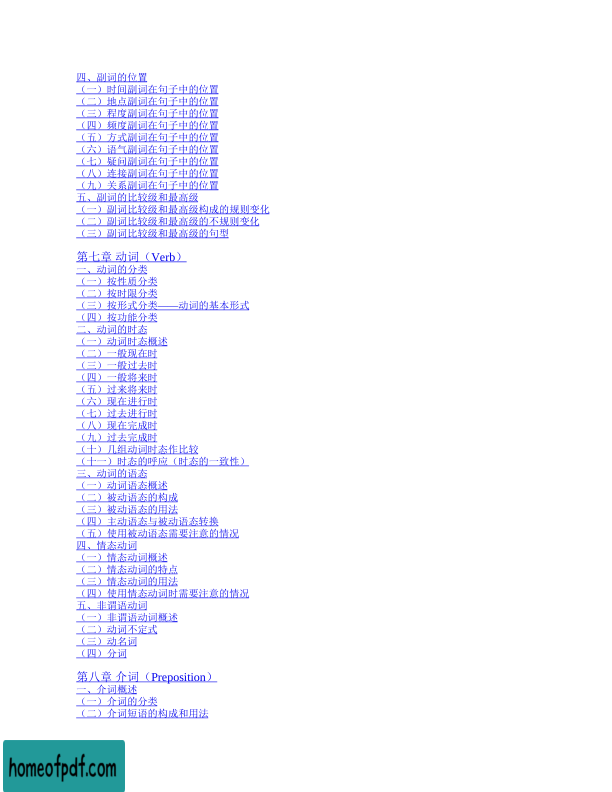 四、副词的位置
（一）时间副词在句子中的位置
（二）地点副词在句子中的位置
（三）程度副词在句子中的位置
（四）频度副词在句子中的位置
（五）方式副词在句子中的位置
（六）语气副词在句子中的位置
（七）疑问副词在句子中的位置
（八）连接副词在句子中的位置
（九）关系副词在句子中的位置
五、副词的比较级和最高级
（一）副词比较级和最高级构成的规则变化
（二）副词比较级和最高级的不规则变化
（三）副词比较级和最高级的句型
第七章 动词（Verb）
一、动词的分类
（一）按性质分类
（二）按时限分类
（三）按形式分类——动词的基本形式
（四）按功能分类
二、动词的时态
（一）动词时态概述
（二）一般现在时
（三）一般过去时
（四）一般将来时
（五）过来将来时
（六）现在进行时
（七）过去进行时
（八）现在完成时
（九）过去完成时
（十）几组动词时态作比较
（十一）时态的呼应（时态的一致性）
三、动词的语态
（一）动词语态概述
（二）被动语态的构成
（三）被动语态的用法
（四）主动语态与被动语态转换
（五）使用被动语态需要注意的情况
四、情态动词
（一）情态动词概述
（二）情态动词的特点
（三）情态动词的用法
（四）使用情态动词时需要注意的情况
五、非谓语动词
（一）非谓语动词概述
（二）动词不定式
（三）动名词
（四）分词
第八章 介词（Preposition）
一、介词概述
（一）介词的分类
（二）介词短语的构成和用法
homeofpdf.com